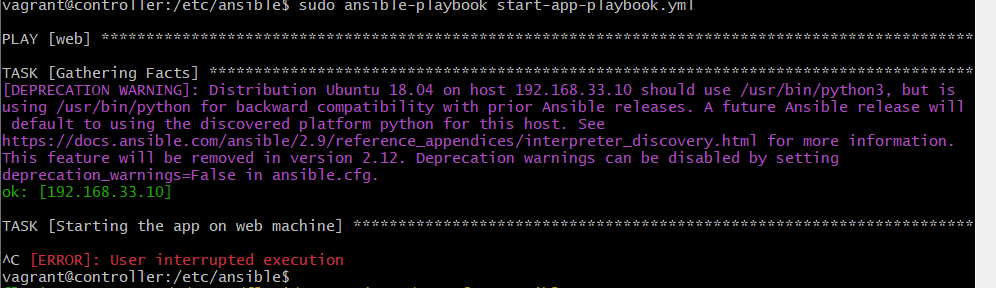 vagrant@controller:/etc/ansible$ sudo ansible-playbook start-app-playbook.yml
PLAY [web] *************************************************************************************************
TASK [Gathering Facts] *************************************************************************************
[DEPRECATION WARNING]: Distribution Ubuntu 18.04 on host 192.168.33.10 should use /usr/bin/python3, but is
using /usr/bin/python for backward compatibility with prior Ansible releases. A future Ansible release will
default to using the discovered platform python for this host. See
https://docs.ansible.com/ansible/2.9/reference_appendices/interpreter_discovery.html for more information.
This feature will be removed in version 2.12. Deprecation warnings can be disabled by setting
deprecation_warnings=False in ansible.cfg.
ok: [192.168.33.10]
TASK [Starting the app on web machine] *********************************************************************
^C [ERROR]: User interrupted execution
vagrant@controller:/etc/ansible$